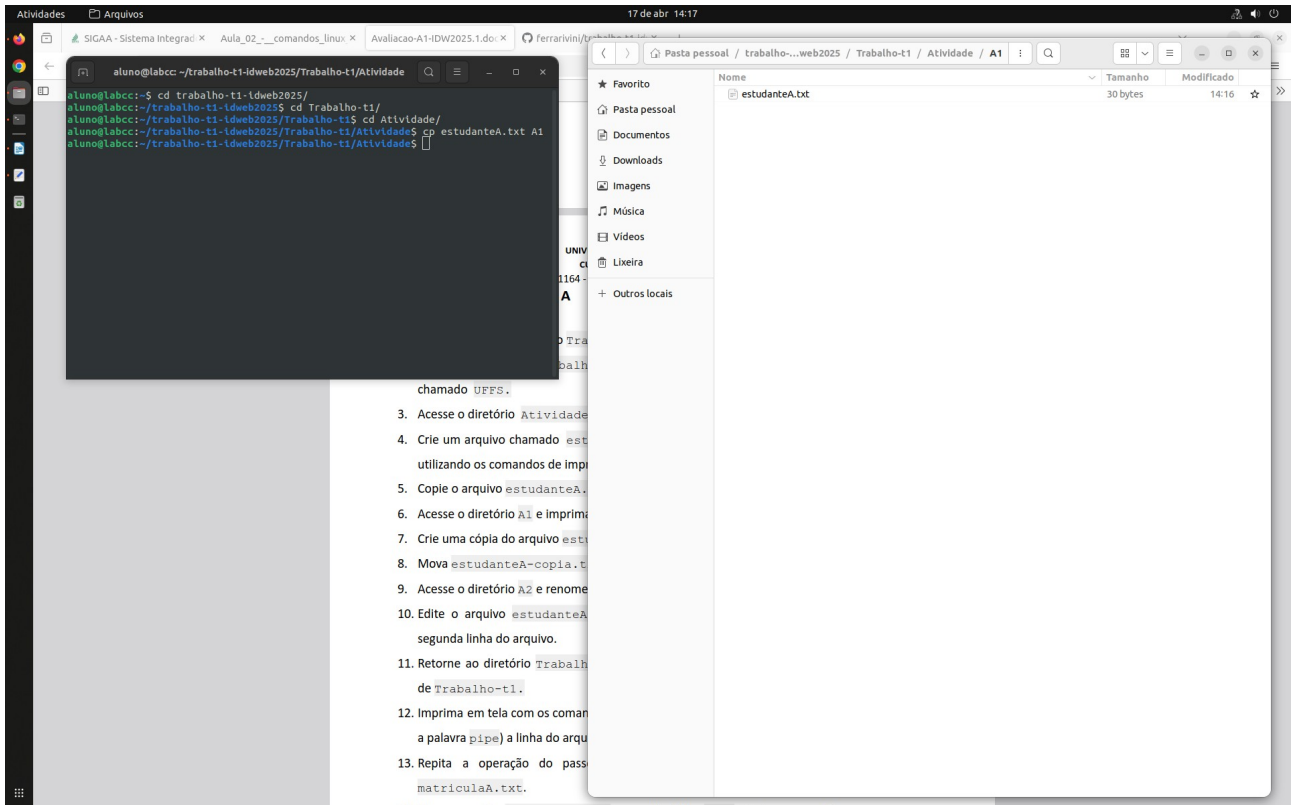 Atividades Arquivos 17 de abr 14:17
SIGAA - Sistema Integrad × Aula_02_-__comandos_linux × Avaliacao-A1-IDW2025.1.doc × ferrarivini/
aluno@labcc: ~/trabalho-t1-idweb2025/Trabalho-t1/Atividade
aluno@labcc:~$ cd trabalho-t1-idweb2025/
aluno@labcc:~/trabalho-t1-idweb2025$ cd Trabalho-t1/
aluno@labcc:~/trabalho-t1-idweb2025/Trabalho-t1$ cd Atividade/
aluno@labcc:~/trabalho-t1-idweb2025/Trabalho-t1/Atividade$ cp estudanteA.txt A1
aluno@labcc:~/trabalho-t1-idweb2025/Trabalho-t1/Atividade$
Pasta pessoal / trabalho-...web2025 / Trabalho-t1 / Atividade / A1
Favorito
Pasta pessoal
Documentos
Downloads
Imagens
Música
Vídeos
Lixeira
+ Outros locais
Nome Tamanho Modificado
estudanteA.txt 30 bytes 14:16
UNIV
1164 -
A
chamado UFFS.
3. Acesse o diretório Atividade
4. Crie um arquivo chamado est
utilizando os comandos de impr
5. Copie o arquivo estudanteA.
6. Acesse o diretório A1 e imprima
7. Crie uma cópia do arquivo estu
8. Mova estudanteA-copia.t
9. Acesse o diretório A2 e renome
10. Edite o arquivo estudanteA
segunda linha do arquivo.
11. Retorne ao diretório Trabalh
de Trabalho-t1.
12. Imprima em tela com os coman
a palavra pipe) a linha do arqu
13. Repita a operação do pass
matriculaA.txt.